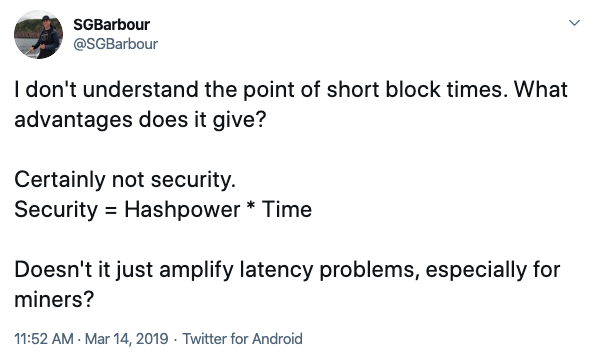 SGBarbour
@SGBarbour
I don't understand the point of short block times. What
advantages does it give?
Certainly not security.
Security = Hashpower * Time
Doesn't it just amplify latency problems, especially for
miners?
11:52 AM · Mar 14, 2019 · Twitter for Android